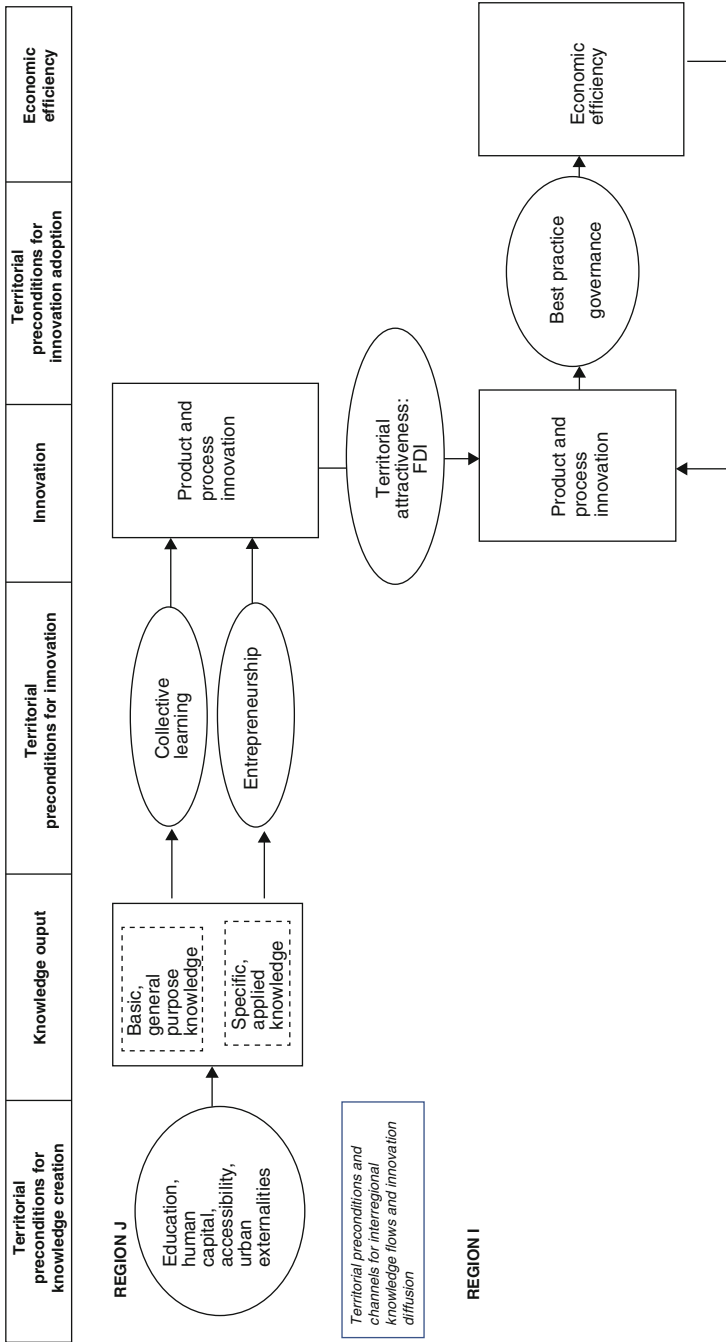 Territorial
preconditions for
knowledge creation
Knowledge ouput
Territorial
preconditions for innovation
Innovation
Territorial
preconditions for
innovation adoption
Economic
efficiency
REGION J
Education,
human
capital,
accessibility,
urban
externalities
Basic,
general
purpose
knowledge
Specific,
applied
knowledge
Collective
learning
Entrepreneurship
Product and
process
innovation
Territorial preconditions and
channels for interregional
knowledge flows and innovation
diffusion
Territorial
attractiveness:
FDI
REGION I
Product and
process
innovation
Best practice
governance
Economic
efficiency